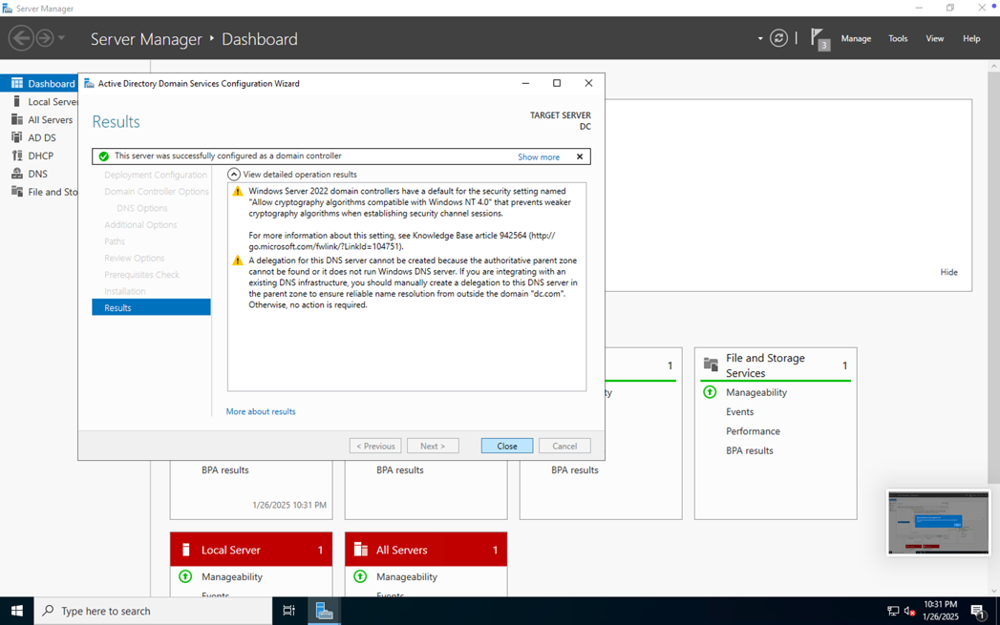 Server Manager
Server Manager ‣ Dashboard
3
Manage
Tools
View
Help
Dashboard
Local Serve
All Servers
AD DS
DHCP
DNS
File and Sto
Active Directory Domain Services Configuration Wizard
Results
TARGET SERVER
DC
This server was successfully configured as a domain controller
Show more
Deployment Configuration
Domain Controller Options
DNS Options
Additional Options
Paths
Review Options
Prerequisites Check
Installation
Results
View detailed operation results
Windows Server 2022 domain controllers have a default for the security setting named
"Allow cryptography algorithms compatible with Windows NT 4.0" that prevents weaker
cryptography algorithms when establishing security channel sessions.
For more information about this setting, see Knowledge Base article 942564 (http://
go.microsoft.com/fwlink/?LinkId=104751).
A delegation for this DNS server cannot be created because the authoritative parent zone
cannot be found or it does not run Windows DNS server. If you are integrating with an
existing DNS infrastructure, you should manually create a delegation to this DNS server in
the parent zone to ensure reliable name resolution from outside the domain "dc.com".
Otherwise, no action is required.
More about results
< Previous
Next >
Close
Cancel
Hide
1
ty
File and Storage
Services
1
Manageability
Events
Performance
BPA results
BPA results
BPA results
BPA results
1/26/2025 10:31 PM
Local Server
1
Manageability
Events
All Servers
1
Manageability
Events
Type here to search
10:31 PM
1/26/2025
1